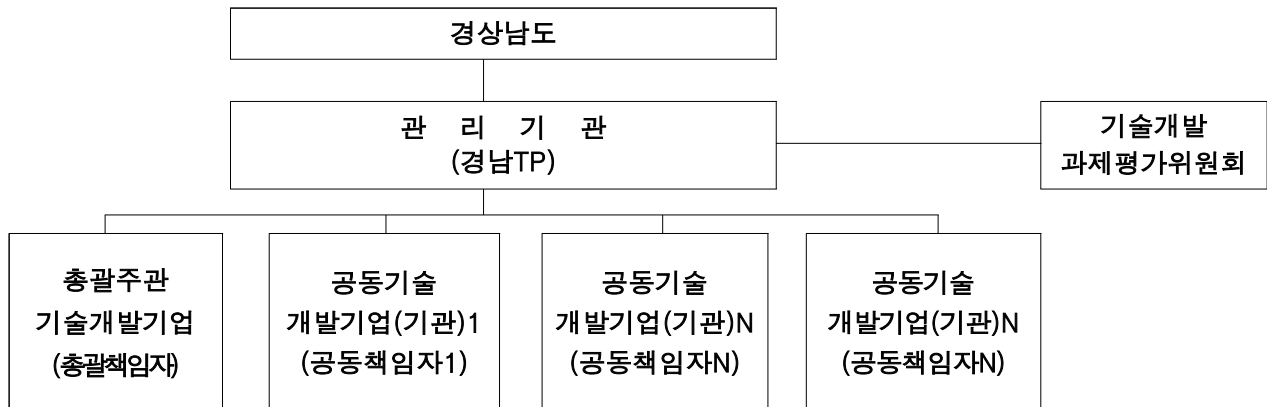 경상남도
관 리 기 관
(경남TP)
기술개발
과제평가위원회
총괄주관
기술개발기업
(총괄책임자)
공동기술
개발기업(기관)1
(공동책임자1)
공동기술
개발기업(기관)N
(공동책임자N)
공동기술
개발기업(기관)N
(공동책임자N)